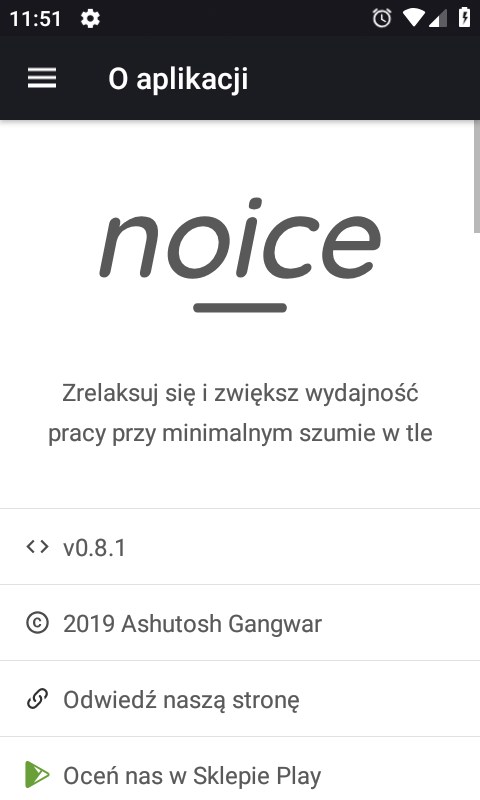 11:51
O aplikacji
noice
Zrelaksuj się i zwiększ wydajność
pracy przy minimalnym szumie w tle
v0.8.1
2019 Ashutosh Gangwar
Odwiedź naszą stronę
Oceń nas w Sklepie Play